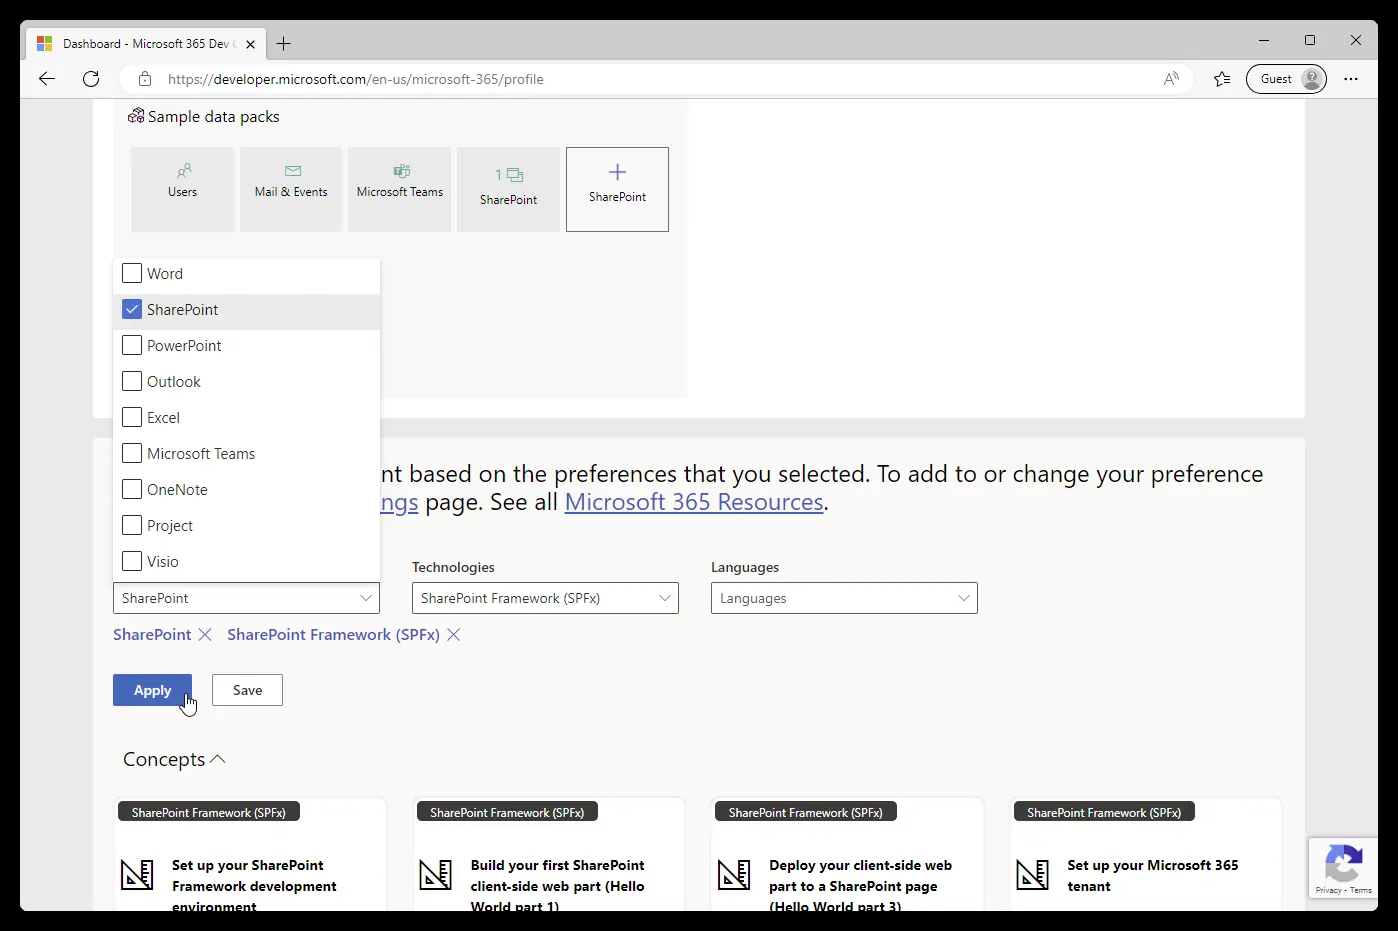 Dashboard - Microsoft 365 Dev
https://developer.microsoft.com/en-us/microsoft-365/profile
Guest
Sample data packs
Users
Mail & Events
Microsoft Teams
1
SharePoint
SharePoint
Word
SharePoint
PowerPoint
Outlook
Excel
Microsoft Teams
OneNote
Project
Visio
nt based on the preferences that you selected. To add to or change your preference
ngs page. See all Microsoft 365 Resources.
Technologies
Languages
SharePoint
SharePoint Framework (SPFx)
Languages
SharePoint
SharePoint Framework (SPFx)
Apply
Save
Concepts
SharePoint Framework (SPFx)
Set up your SharePoint
Framework development
environment
SharePoint Framework (SPFx)
Build your first SharePoint
client-side web part (Hello
World part 1)
SharePoint Framework (SPFx)
Deploy your client-side web
part to a SharePoint page
(Hello World part 3)
SharePoint Framework (SPFx)
Set up your Microsoft 365
tenant
Privacy - Terms